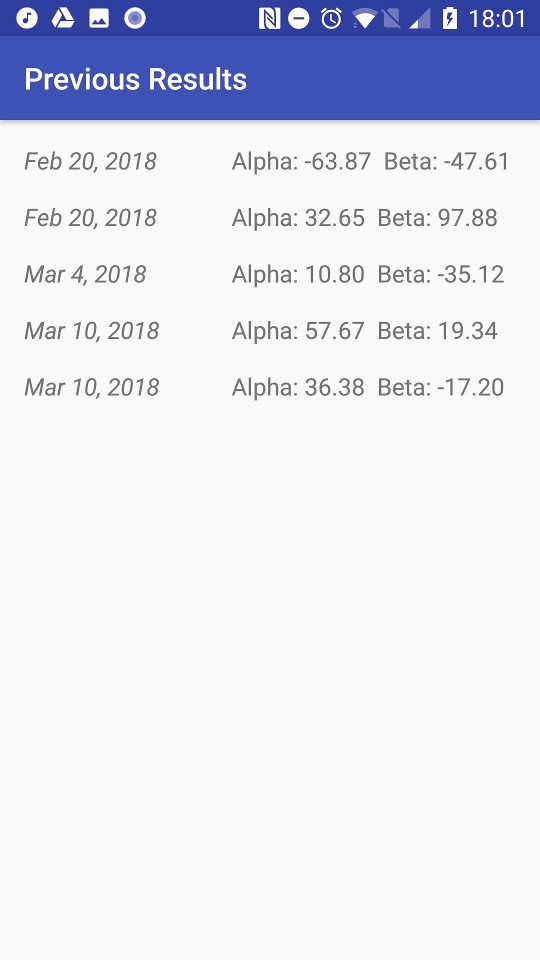 18:01
Previous Results
Feb 20, 2018 Alpha: -63.87 Beta: -47.61
Feb 20, 2018 Alpha: 32.65 Beta: 97.88
Mar 4, 2018 Alpha: 10.80 Beta: -35.12
Mar 10, 2018 Alpha: 57.67 Beta: 19.34
Mar 10, 2018 Alpha: 36.38 Beta: -17.20